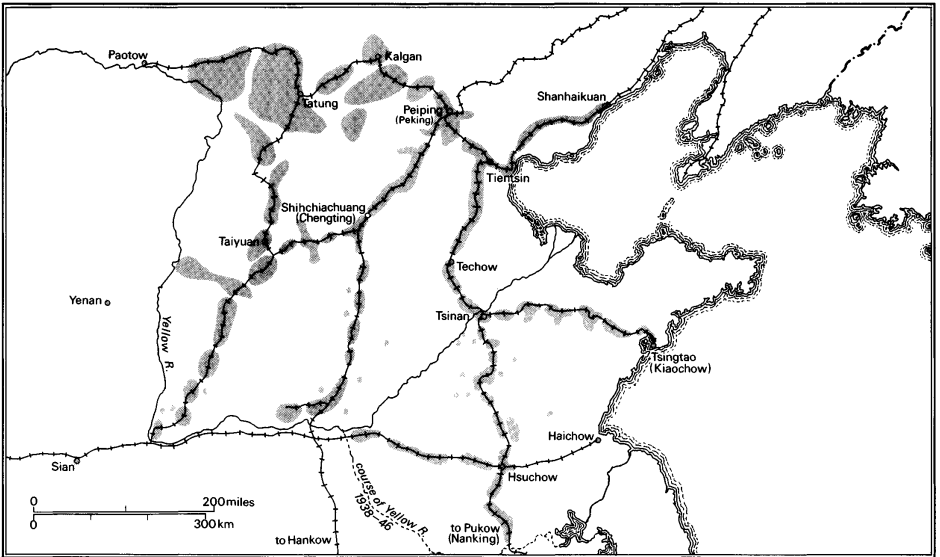 Paotow
Kalgan
Tatung
Peiping
(Peking)
Shanhaikuan
Tientsin
Shihchiachuang
(Chengting)
Taiyuan
Techow
Yenan
Tsinan
Yellow R.
Tsingtao
(Kiaochow)
Haichow
Sian
Hsuchow
course of Yellow R.
1938-46
0 200 miles
0 300 km
to Hankow
to Pukow
(Nanking)